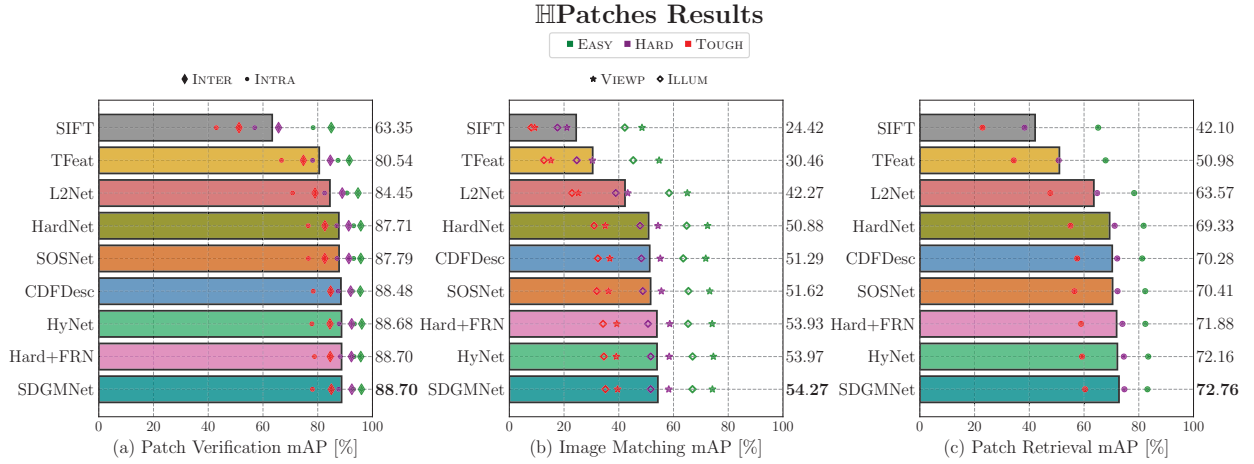 ℍPatches Results
EASY HARD TOUGH
INTER INTRA
VIEWP ILLUM
SIFT 63.35
TFeat 80.54
L2Net 84.45
HardNet 87.71
SOSNet 87.79
CDFDesc 88.48
HyNet 88.68
Hard+FRN 88.70
SDGMNet 88.70
0 20 40 60 80 100
(a) Patch Verification mAP [%]
SIFT 24.42
TFeat 30.46
L2Net 42.27
HardNet 50.88
CDFDesc 51.29
SOSNet 51.62
Hard+FRN 53.93
HyNet 53.97
SDGMNet 54.27
0 20 40 60 80 100
(b) Image Matching mAP [%]
SIFT 42.10
TFeat 50.98
L2Net 63.57
HardNet 69.33
CDFDesc 70.28
SOSNet 70.41
Hard+FRN 71.88
HyNet 72.16
SDGMNet 72.76
0 20 40 60 80 100
(c) Patch Retrieval mAP [%]